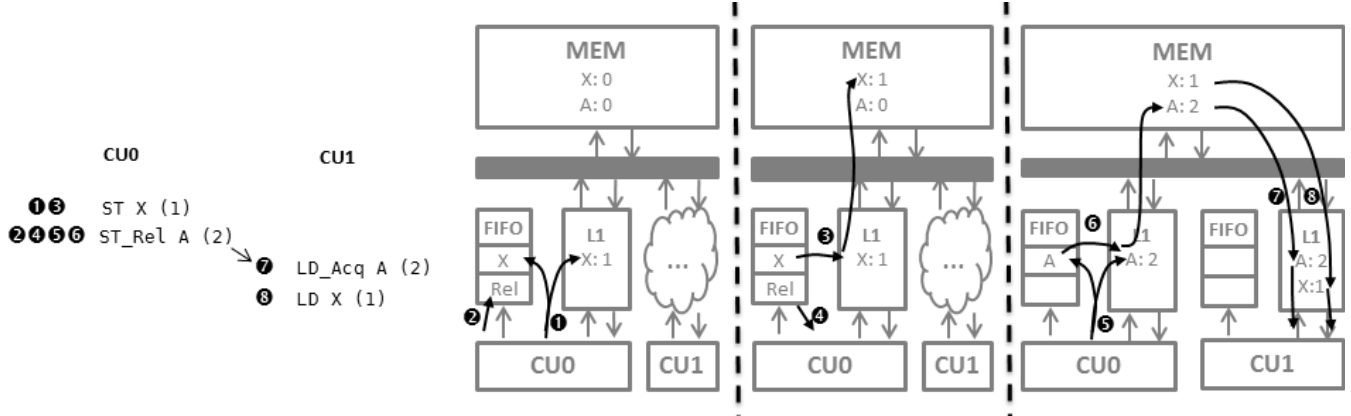 CU0 CU1
❶❸ ST X (1)
❷❹❺❻ ST_Rel A (2)
❼ LD_Acq A (2)
❽ LD X (1)
MEM
X: 0
A: 0
FIFO
X
Rel
L1
X: 1
...
❷
❶
CU0
CU1
MEM
X: 1
A: 0
FIFO
X
Rel
❸
L1
X: 1
...
❹
CU0
CU1
MEM
X: 1
A: 2
FIFO
A
❻
L1
A: 2
❺
FIFO
❼ ❽
L1
A: 2
X:1
CU0
CU1